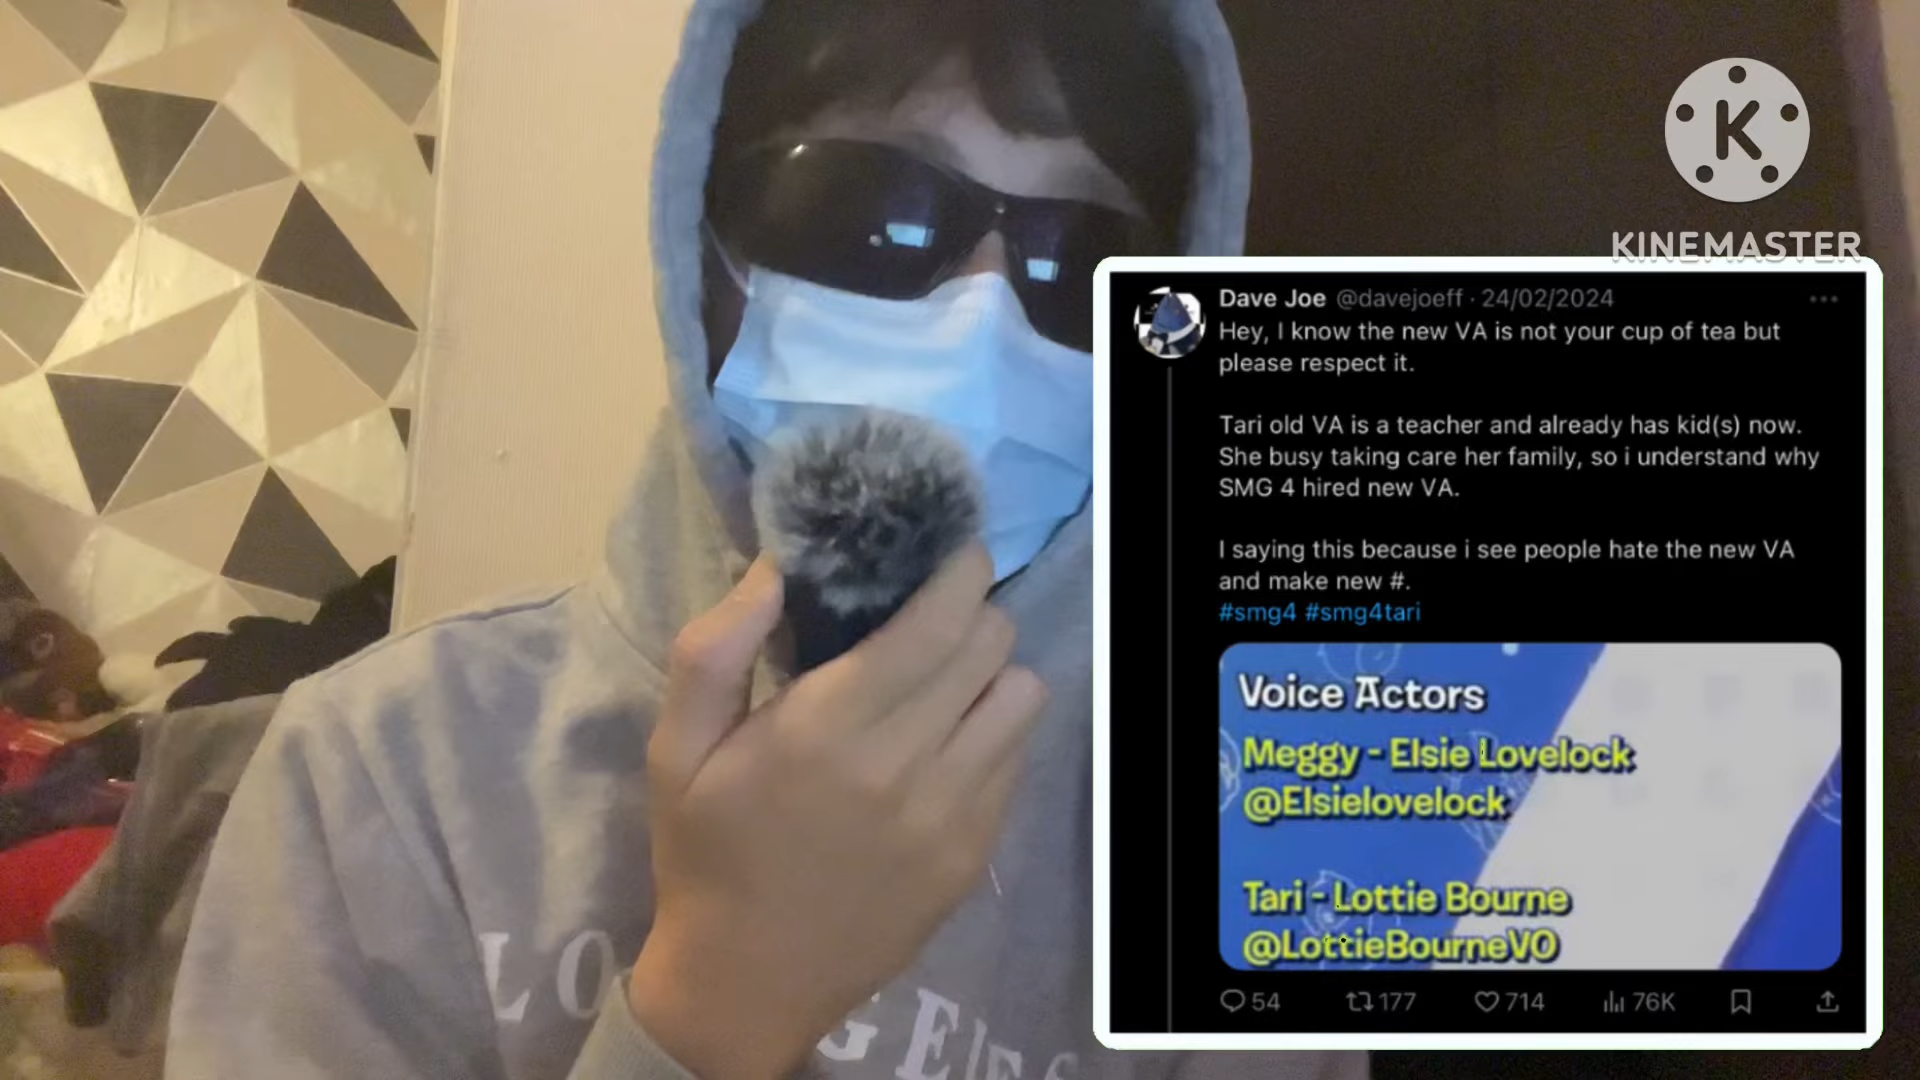 K
KINEMASTER
Dave Joe @davejoeff · 24/02/2024
Hey, I know the new VA is not your cup of tea but
please respect it.
Tari old VA is a teacher and already has kid(s) now.
She busy taking care her family, so i understand why
SMG 4 hired new VA.
I saying this because i see people hate the new VA
and make new #.
#smg4 #smg4tari
Voice Actors
Meggy - Elsie Lovelock
@Elsielovelock
Tari - Lottie Bourne
@LottieBourneVO
54 177 714 76K
LO GELES